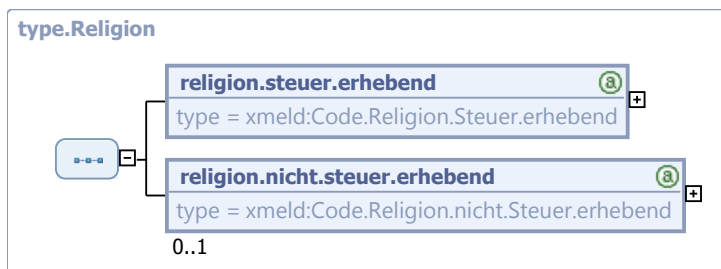 type.Religion
religion.steuer.erhebend
type = xmeld:Code.Religion.Steuer.erhebend
religion.nicht.steuer.erhebend
type = xmeld:Code.Religion.nicht.Steuer.erhebend
0..1